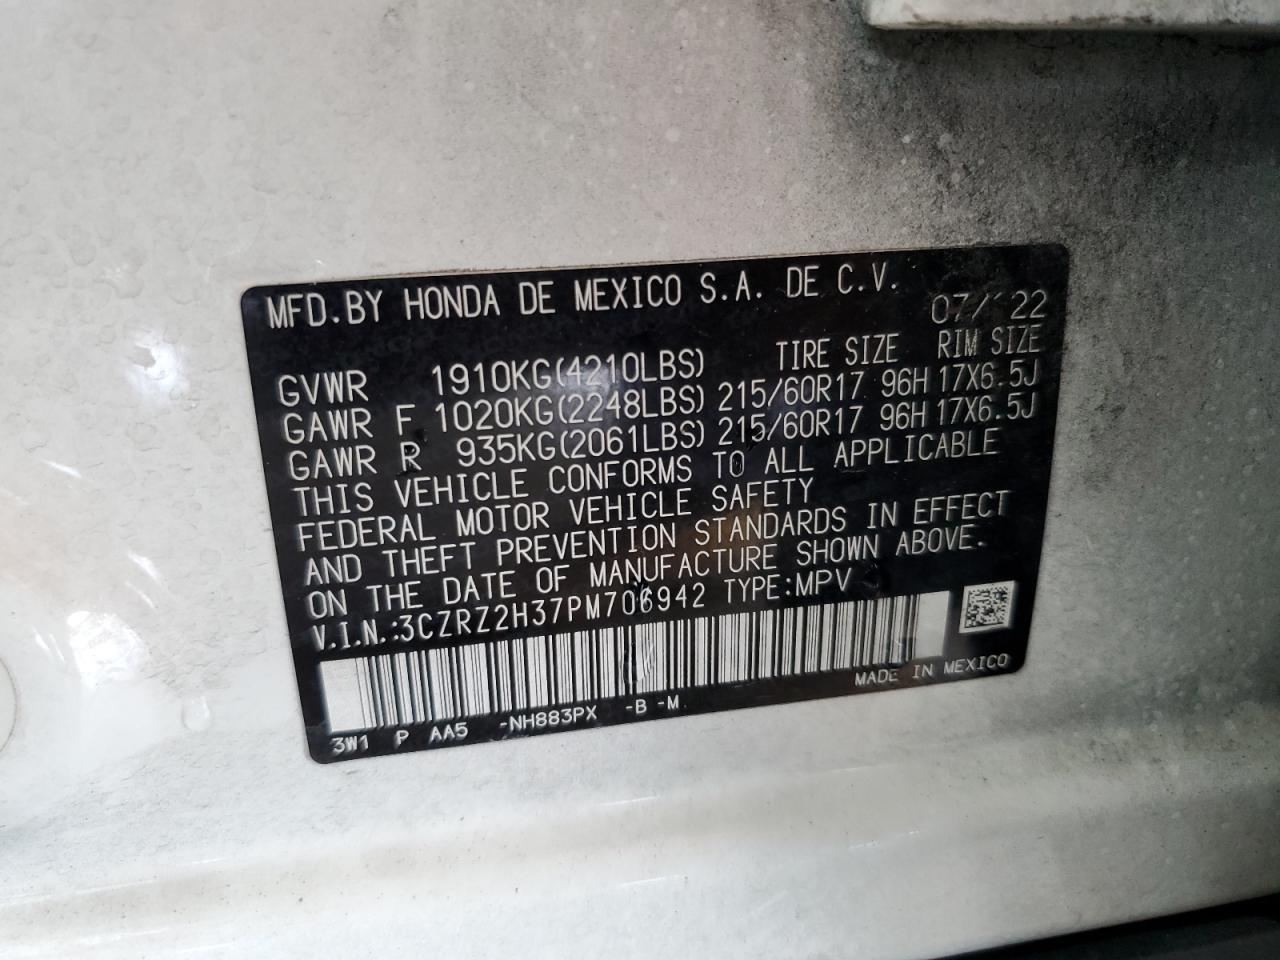 MFD.BY HONDA DE MEXICO S.A. DE C.V. 07/'22
TIRE SIZE RIM SIZE
GVWR 1910KG(4210LBS)
GAWR F 1020KG(2248LBS) 215/60R17 96H 17X6.5J
GAWR R 935KG(2061LBS) 215/60R17 96H 17X6.5J
THIS VEHICLE CONFORMS TO ALL APPLICABLE
FEDERAL MOTOR VEHICLE SAFETY
AND THEFT PREVENTION STANDARDS IN EFFECT
ON THE DATE OF MANUFACTURE SHOWN ABOVE.
V.I.N.:3CZRZ2H37PM706942 TYPE:MPV
MADE IN MEXICO
3W1 P AA5 -NH883PX -B -M